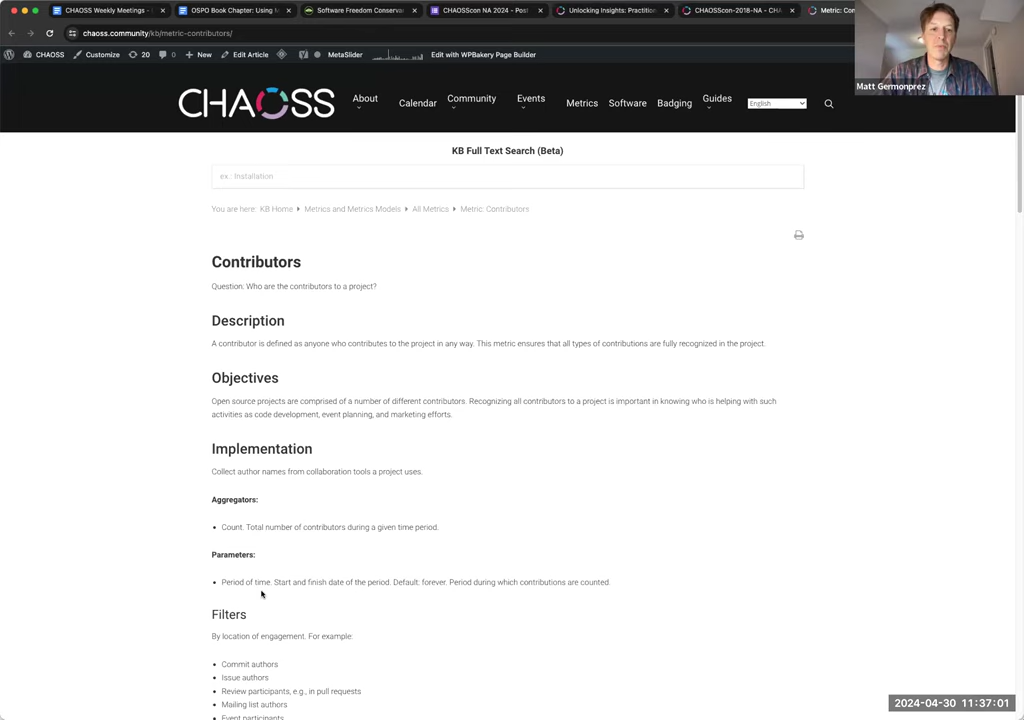 CHAOSS Weekly Meetings -
OSPO Book Chapter: Using M
Software Freedom Conserva
CHAOSScon NA 2024 - Post
Unlocking Insights: Practition
CHAOSScon-2018-NA - CHA
Metric: Con
chaoss.community/kb/metric-contributors/
CHAOSS Customize 20 0 New Edit Article MetaSlider Edit with WPBakery Page Builder
Matt Germonprez
CHAOSS
About Calendar Community Events Metrics Software Badging Guides English
KB Full Text Search (Beta)
ex.: Installation
You are here: KB Home Metrics and Metrics Models All Metrics Metric: Contributors
Contributors
Question: Who are the contributors to a project?
Description
A contributor is defined as anyone who contributes to the project in any way. This metric ensures that all types of contributions are fully recognized in the project.
Objectives
Open source projects are comprised of a number of different contributors. Recognizing all contributors to a project is important in knowing who is helping with such
activities as code development, event planning, and marketing efforts.
Implementation
Collect author names from collaboration tools a project uses.
Aggregators:
• Count. Total number of contributors during a given time period.
Parameters:
• Period of time. Start and finish date of the period. Default: forever. Period during which contributions are counted.
Filters
By location of engagement. For example:
• Commit authors
• Issue authors
• Review participants, e.g., in pull requests
• Mailing list authors
• Event participants
2024-04-30 11:37:01